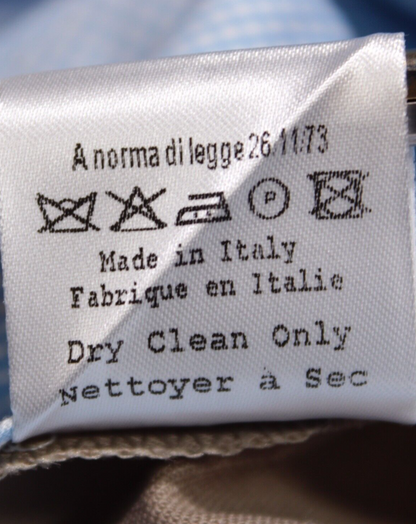 A norma di legge 26.11.73
P
Made in Italy
Fabrique en Italie
Dry Clean Only
Nettoyer à Sec